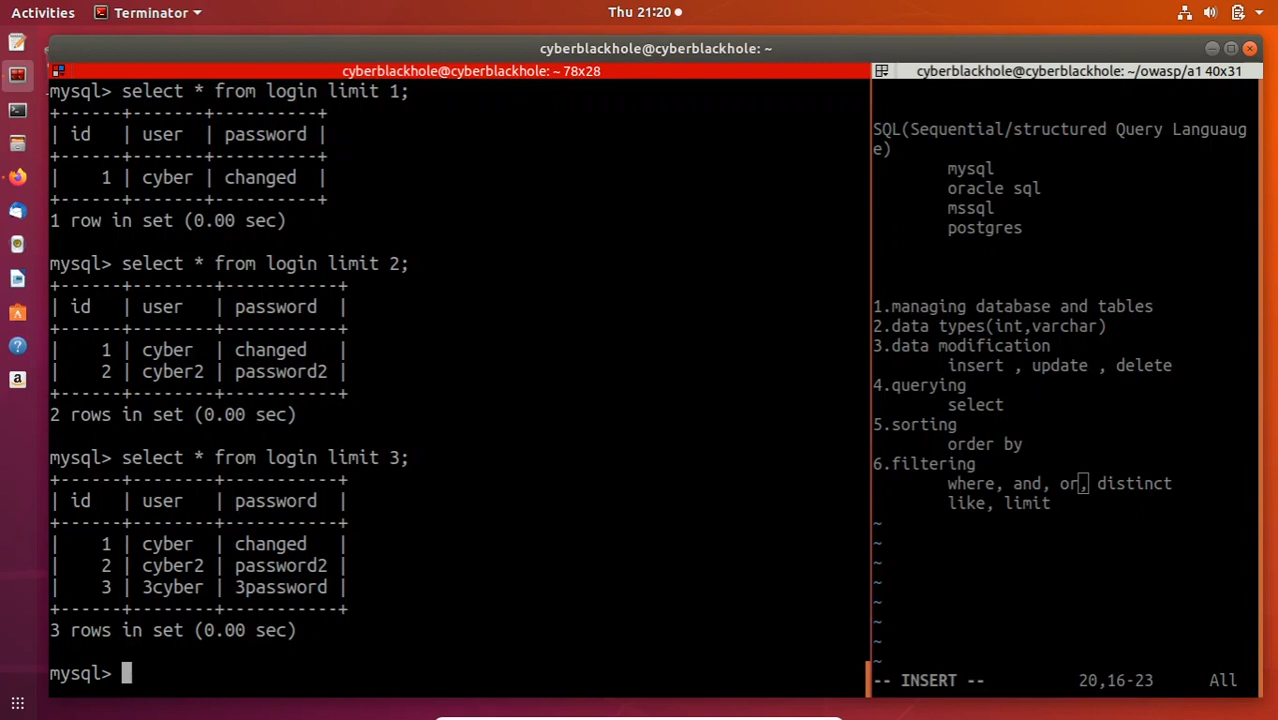 Activities Terminator Thu 21:20
cyberblackhole@cyberblackhole: ~
cyberblackhole@cyberblackhole: ~ 78x28
mysql> select * from login limit 1;
+------+-------+----------+
| id   | user  | password |
+------+-------+----------+
|    1 | cyber | changed  |
+------+-------+----------+
1 row in set (0.00 sec)
mysql> select * from login limit 2;
+------+--------+-----------+
| id   | user   | password  |
+------+--------+-----------+
|    1 | cyber  | changed   |
|    2 | cyber2 | password2 |
+------+--------+-----------+
2 rows in set (0.00 sec)
mysql> select * from login limit 3;
+------+--------+-----------+
| id   | user   | password  |
+------+--------+-----------+
|    1 | cyber  | changed   |
|    2 | cyber2 | password2 |
|    3 | 3cyber | 3password |
+------+--------+-----------+
3 rows in set (0.00 sec)
mysql>
cyberblackhole@cyberblackhole: ~/owasp/a1 40x31
SQL(Sequential/structured Query Languaug
e)
mysql
oracle sql
mssql
postgres
1.managing database and tables
2.data types(int,varchar)
3.data modification
insert , update , delete
4.querying
select
5.sorting
order by
6.filtering
where, and, or, distinct
like, limit
~
~
~
~
~
~
~
~
-- INSERT -- 20,16-23 All